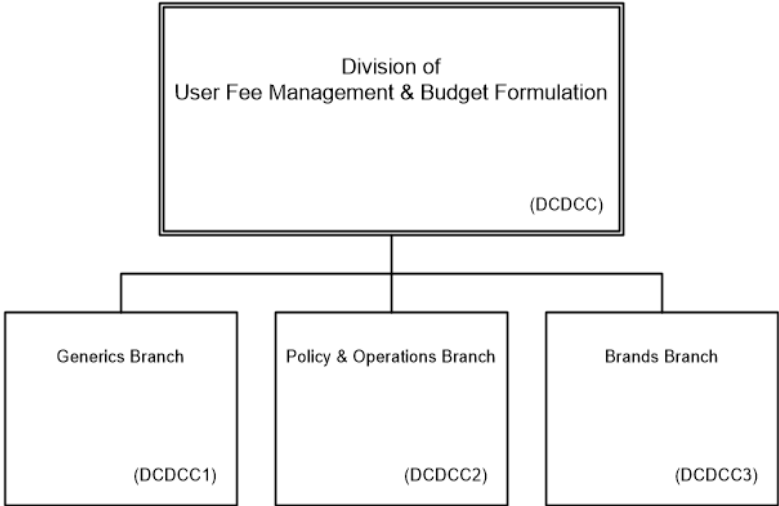 Division of
User Fee Management & Budget Formulation
(DCDCC)
Generics Branch
(DCDCC1)
Policy & Operations Branch
(DCDCC2)
Brands Branch
(DCDCC3)